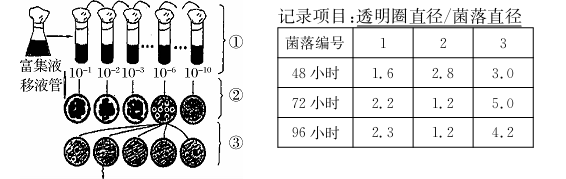 富集液
移液管
10⁻¹ 10⁻² 10⁻³ 10⁻⁶ 10⁻¹⁰
①
②
③
记录项目:透明圈直径/菌落直径
菌落编号 1 2 3
48 小时 1.6 2.8 3.0
72 小时 2.2 1.2 5.0
96 小时 2.3 1.2 4.2